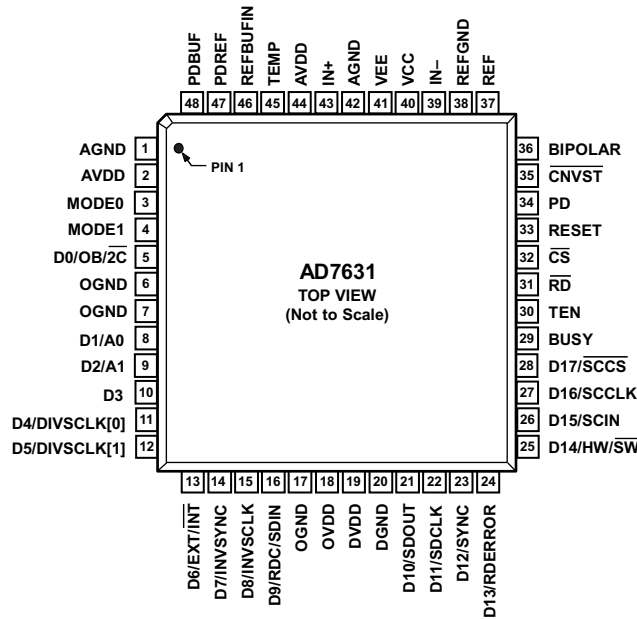 PDBUF
PDREF
REFBUFIN
TEMP
AVDD
IN+
AGND
VEE
VCC
IN–
REFGND
REF
48 47 46 45 44 43 42 41 40 39 38 37
AGND 1
AVDD 2
MODE0 3
MODE1 4
D0/OB/2C̅ 5
OGND 6
OGND 7
D1/A0 8
D2/A1 9
D3 10
D4/DIVSCLK[0] 11
D5/DIVSCLK[1] 12
PIN 1
AD7631
TOP VIEW
(Not to Scale)
36 BIPOLAR
35 C̅N̅V̅S̅T̅
34 PD
33 RESET
32 C̅S̅
31 R̅D̅
30 TEN
29 BUSY
28 D17/S̅C̅C̅S̅
27 D16/SCCLK
26 D15/SCIN
25 D14/HW/S̅W̅
13 14 15 16 17 18 19 20 21 22 23 24
D6/EXT/I̅N̅T̅
D7/INVSYNC
D8/INVSCLK
D9/RDC/SDIN
OGND
OVDD
DVDD
DGND
D10/SDOUT
D11/SDCLK
D12/SYNC
D13/RDERROR